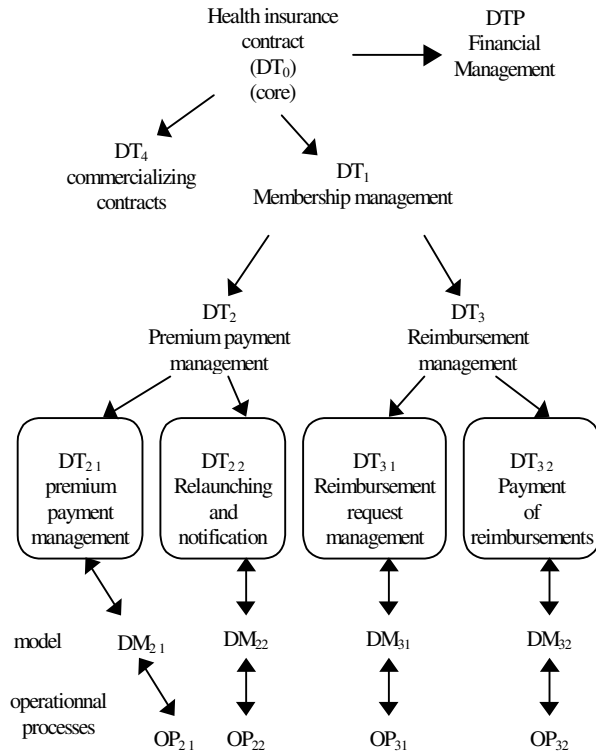 Health insurance
contract
(DT0)
(core)
DTP
Financial
Management
DT4
commercializing
contracts
DT1
Membership management
DT2
Premium payment
management
DT3
Reimbursement
management
DT2 1
premium
payment
management
DT2 2
Relaunching
and
notification
DT3 1
Reimbursement
request
management
DT3 2
Payment
of
reimbursements
model
DM2 1
DM22
DM31
DM32
operationnal
processes
OP2 1
OP22
OP31
OP32